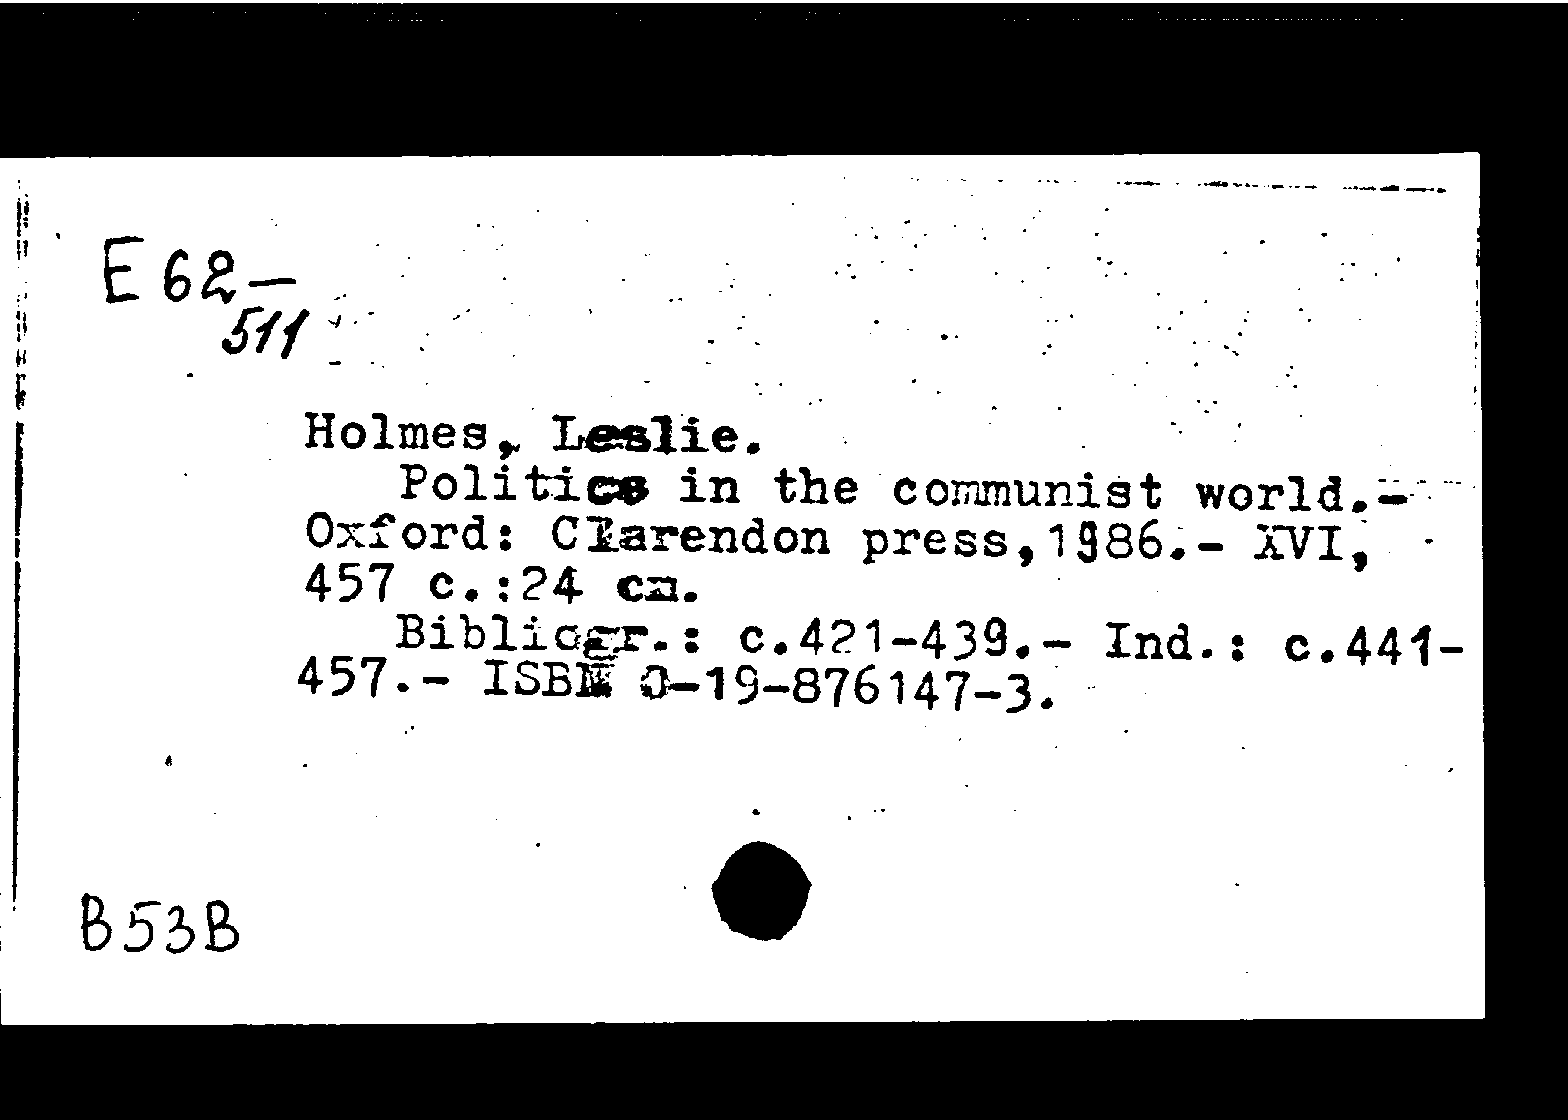 E 62-
511
Holmes, Leslie.
Politics in the communist world.-
Oxford: Clarendon press,1986.- XVI,
457 c.:24 см.
Bibliogr.: c.421-439.- Ind.: c.441-
457.- ISBN 0-19-876147-3.
B53B